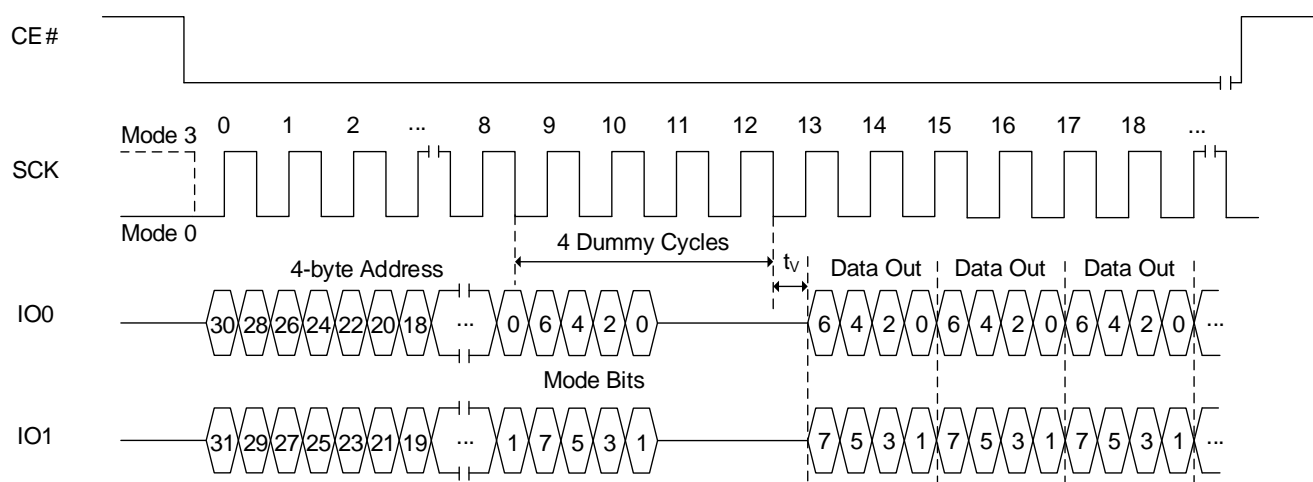 CE#
0 1 2 ... 8 9 10 11 12 13 14 15 16 17 18 ...
Mode 3
SCK
Mode 0
4 Dummy Cycles
4-byte Address tV Data Out Data Out Data Out
IO0 30 28 26 24 22 20 18 ... 0 6 4 2 0 6 4 2 0 6 4 2 0 6 4 2 0 ...
Mode Bits
IO1 31 29 27 25 23 21 19 ... 1 7 5 3 1 7 5 3 1 7 5 3 1 7 5 3 1 ...